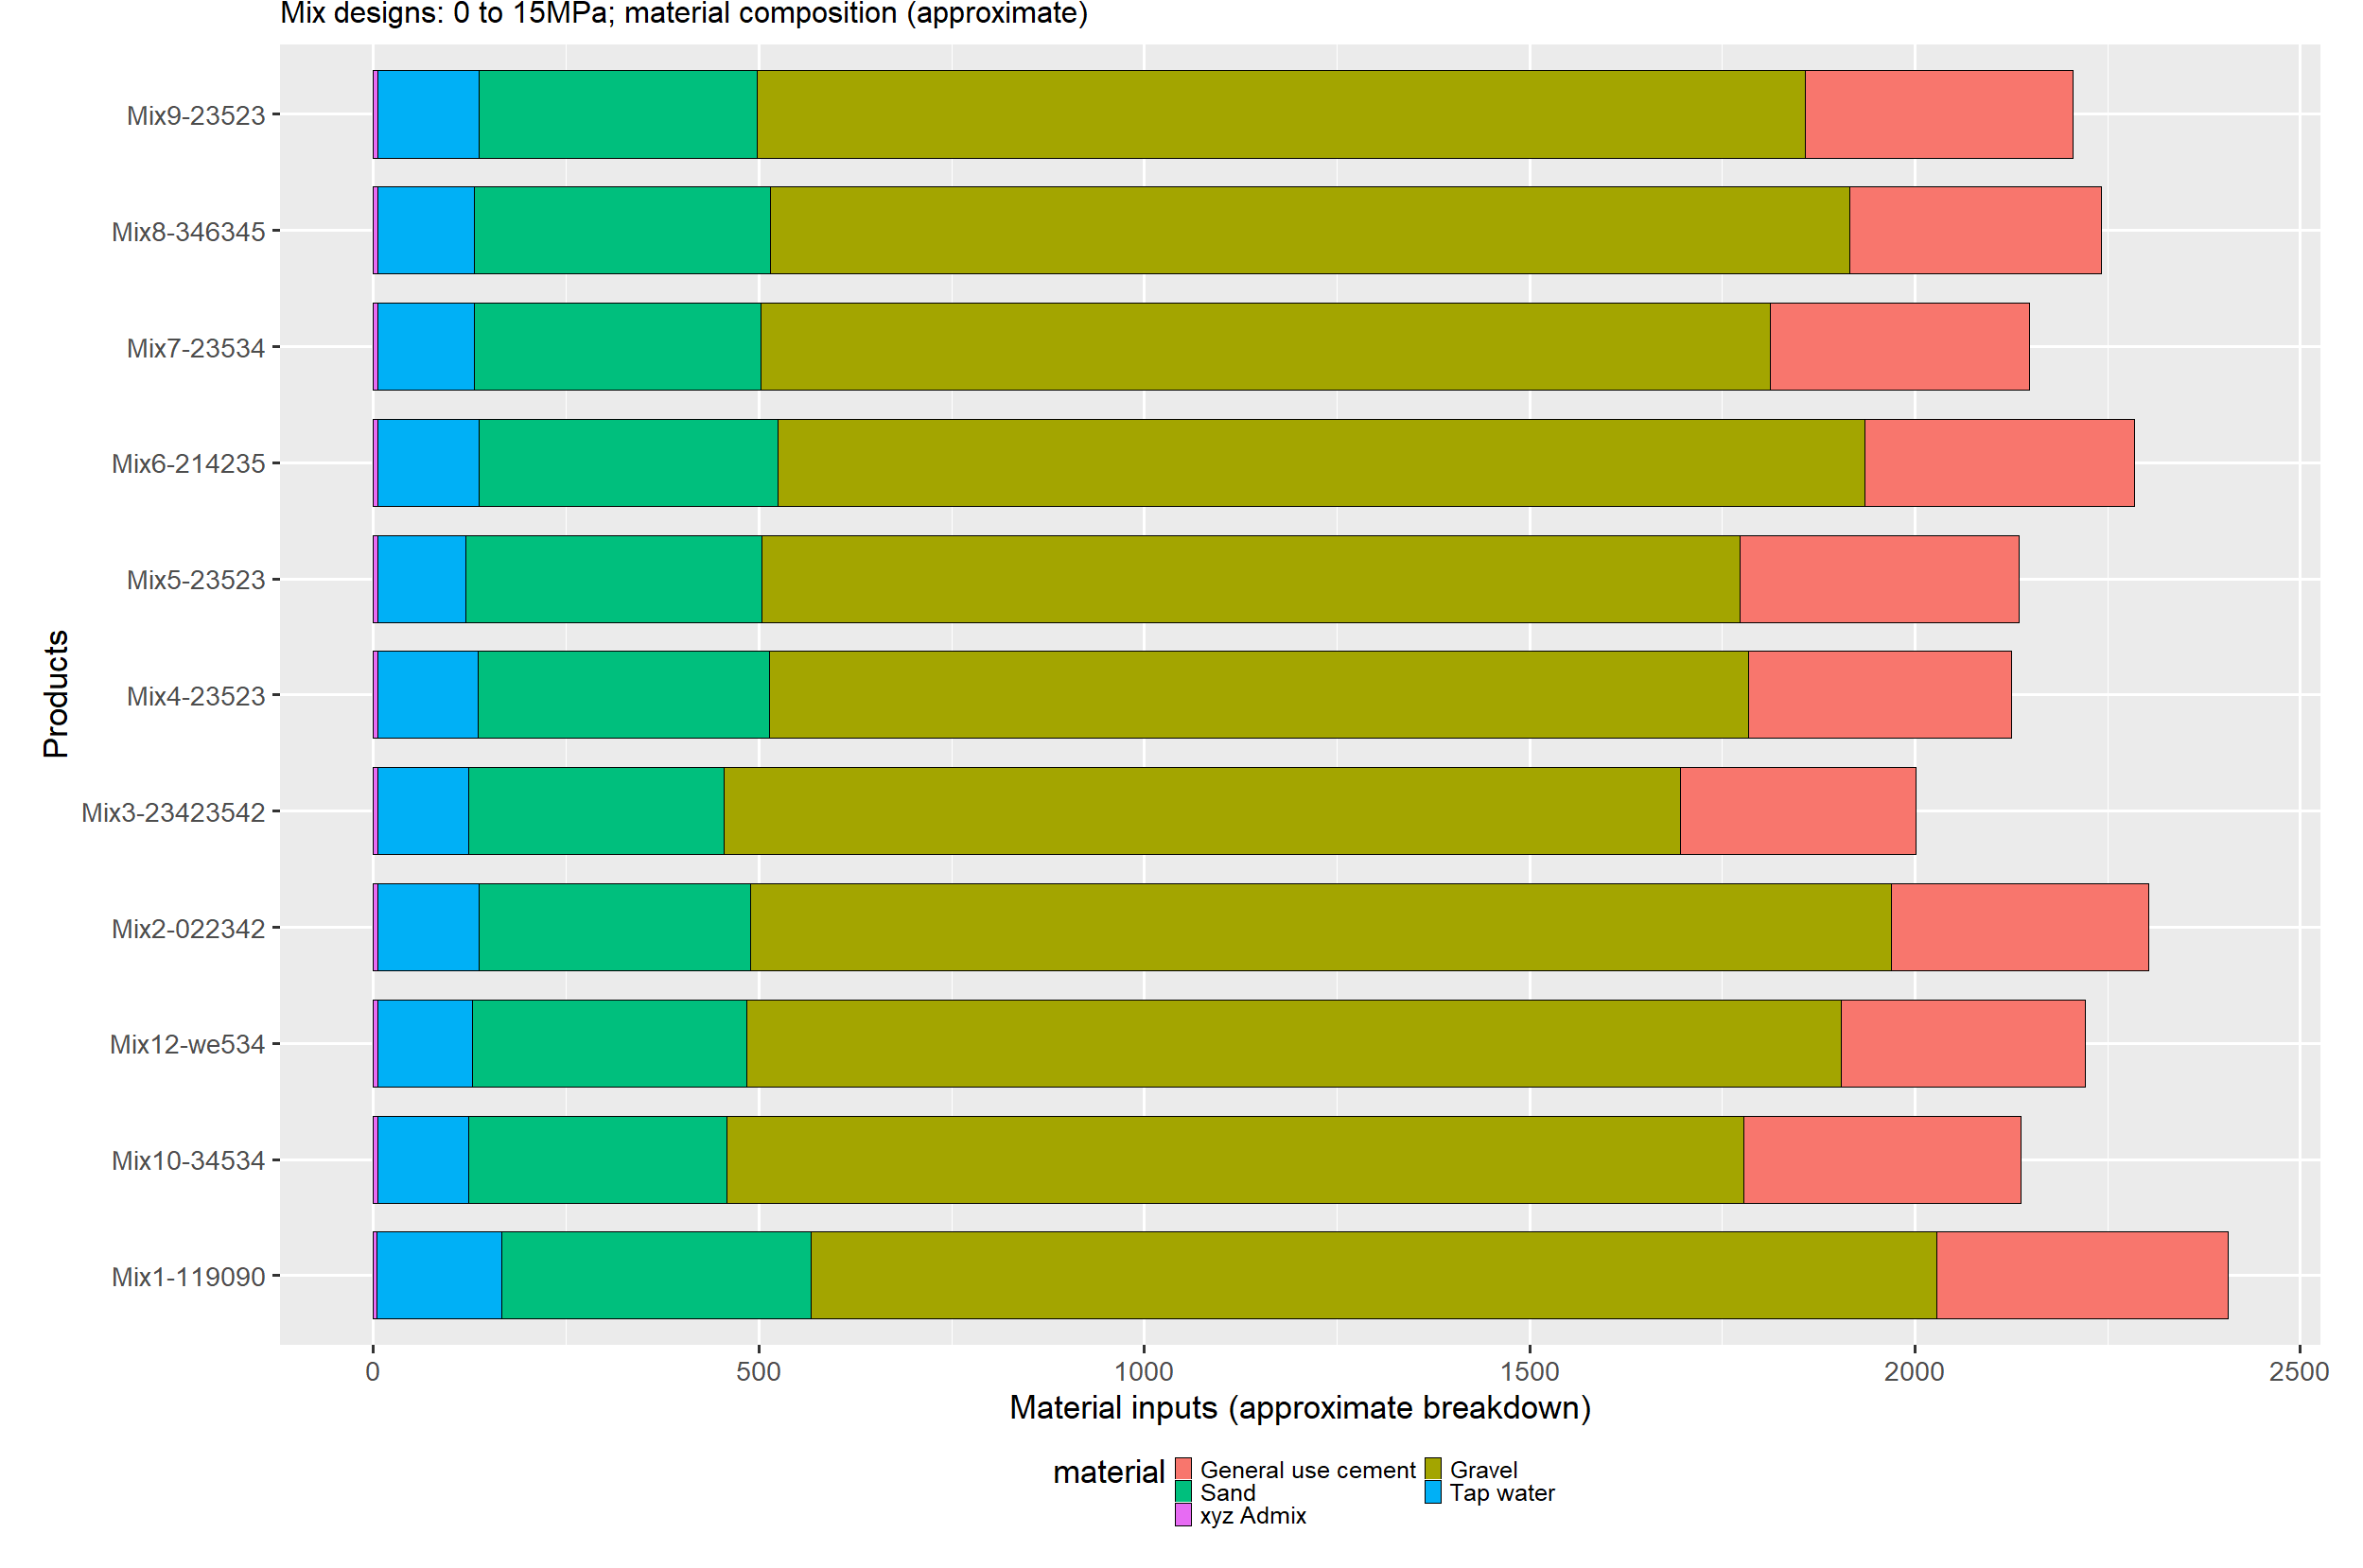 Mix designs: 0 to 15MPa; material composition (approximate)
Products
Mix9-23523
Mix8-346345
Mix7-23534
Mix6-214235
Mix5-23523
Mix4-23523
Mix3-23423542
Mix2-022342
Mix12-we534
Mix10-34534
Mix1-119090
0 500 1000 1500 2000 2500
Material inputs (approximate breakdown)
material General use cement Gravel
Sand Tap water
xyz Admix